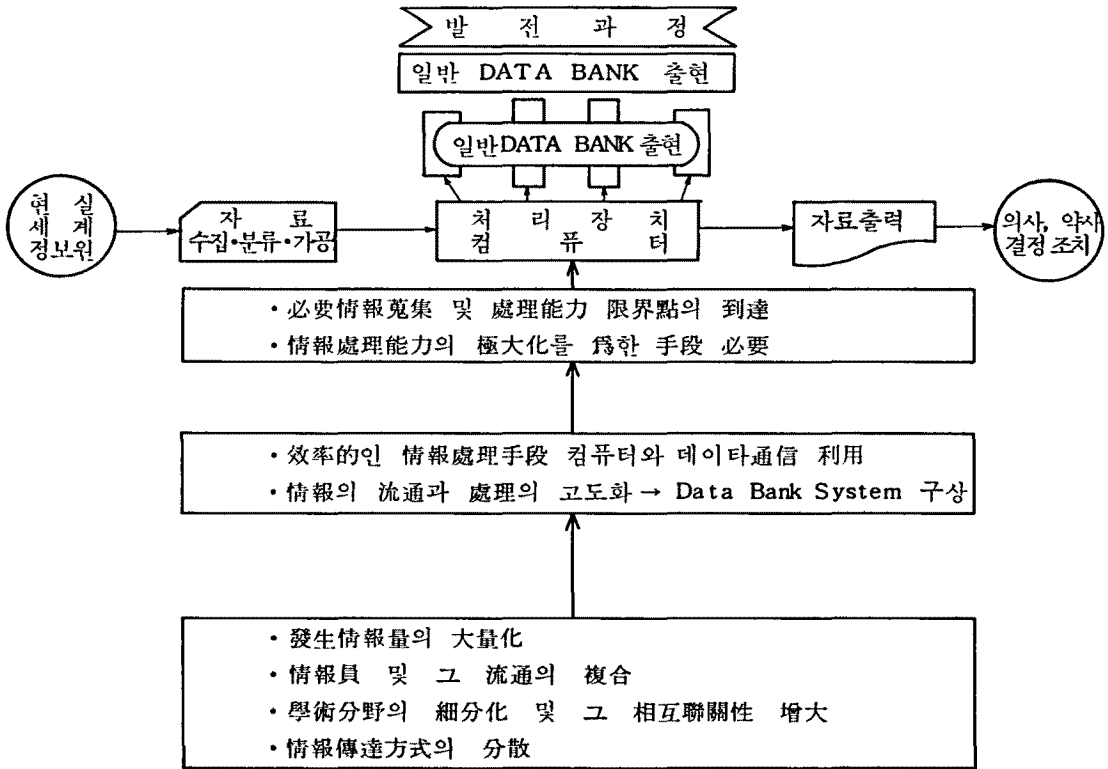 발 전 과 정
일반 DATA BANK 출현
일반DATA BANK 출현
현 실
세 계
정보원
자 료
수집·분류·가공
처 리 장 치
컴 퓨 터
자료출력
의사, 약사
결정 조치
· 必要情報蒐集 및 處理能力 限界點의 到達
· 情報處理能力의 極大化를 爲한 手段 必要
· 效率的인 情報處理手段 컴퓨터와 데이타通信 利用
· 情報의 流通과 處理의 고도화 → Data Bank System 구상
· 發生情報量의 大量化
· 情報員 및 그 流通의 複合
· 學術分野의 細分化 및 그 相互聯關性 增大
· 情報傳達方式의 分散